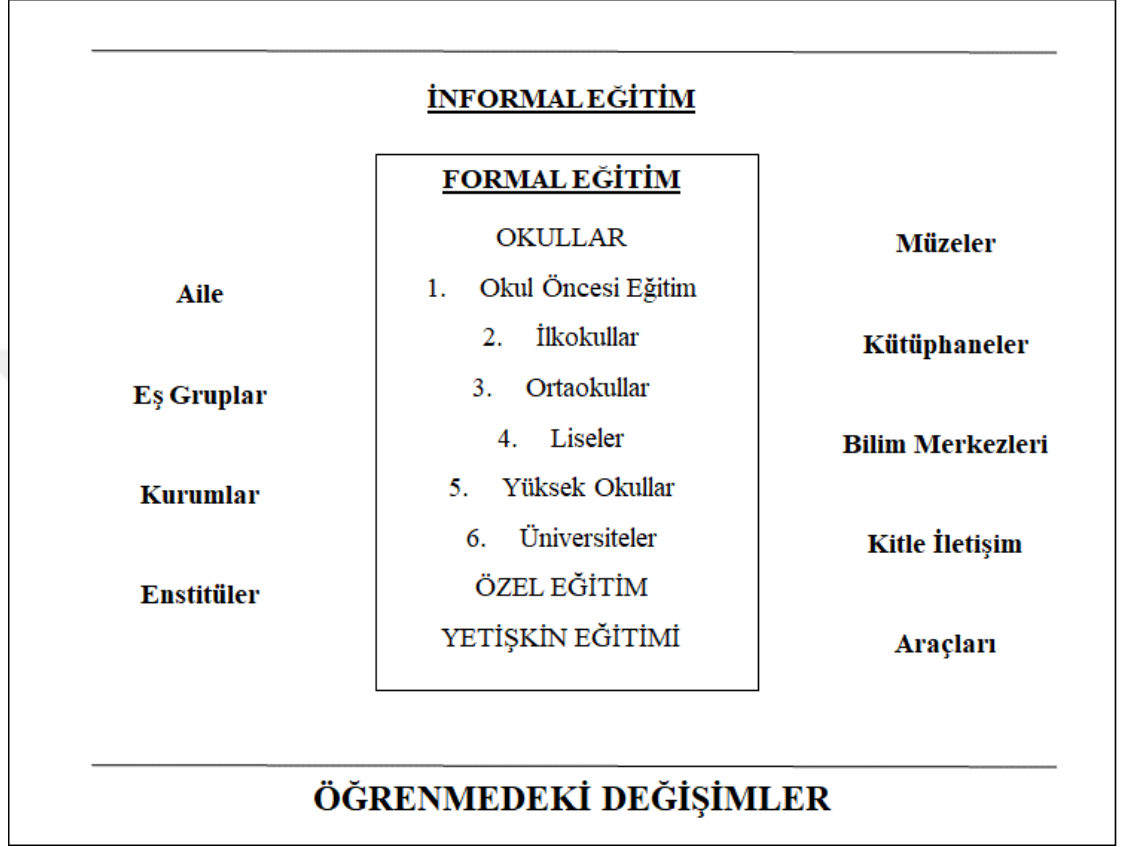 İNFORMAL EĞİTİM
FORMAL EĞİTİM
OKULLAR
1. Okul Öncesi Eğitim
2. İlkokullar
3. Ortaokullar
4. Liseler
5. Yüksek Okullar
6. Üniversiteler
ÖZEL EĞİTİM
YETİŞKİN EĞİTİMİ
Aile
Eş Gruplar
Kurumlar
Enstitüler
Müzeler
Kütüphaneler
Bilim Merkezleri
Kitle İletişim
Araçları
ÖĞRENMEDEKİ DEĞİŞİMLER